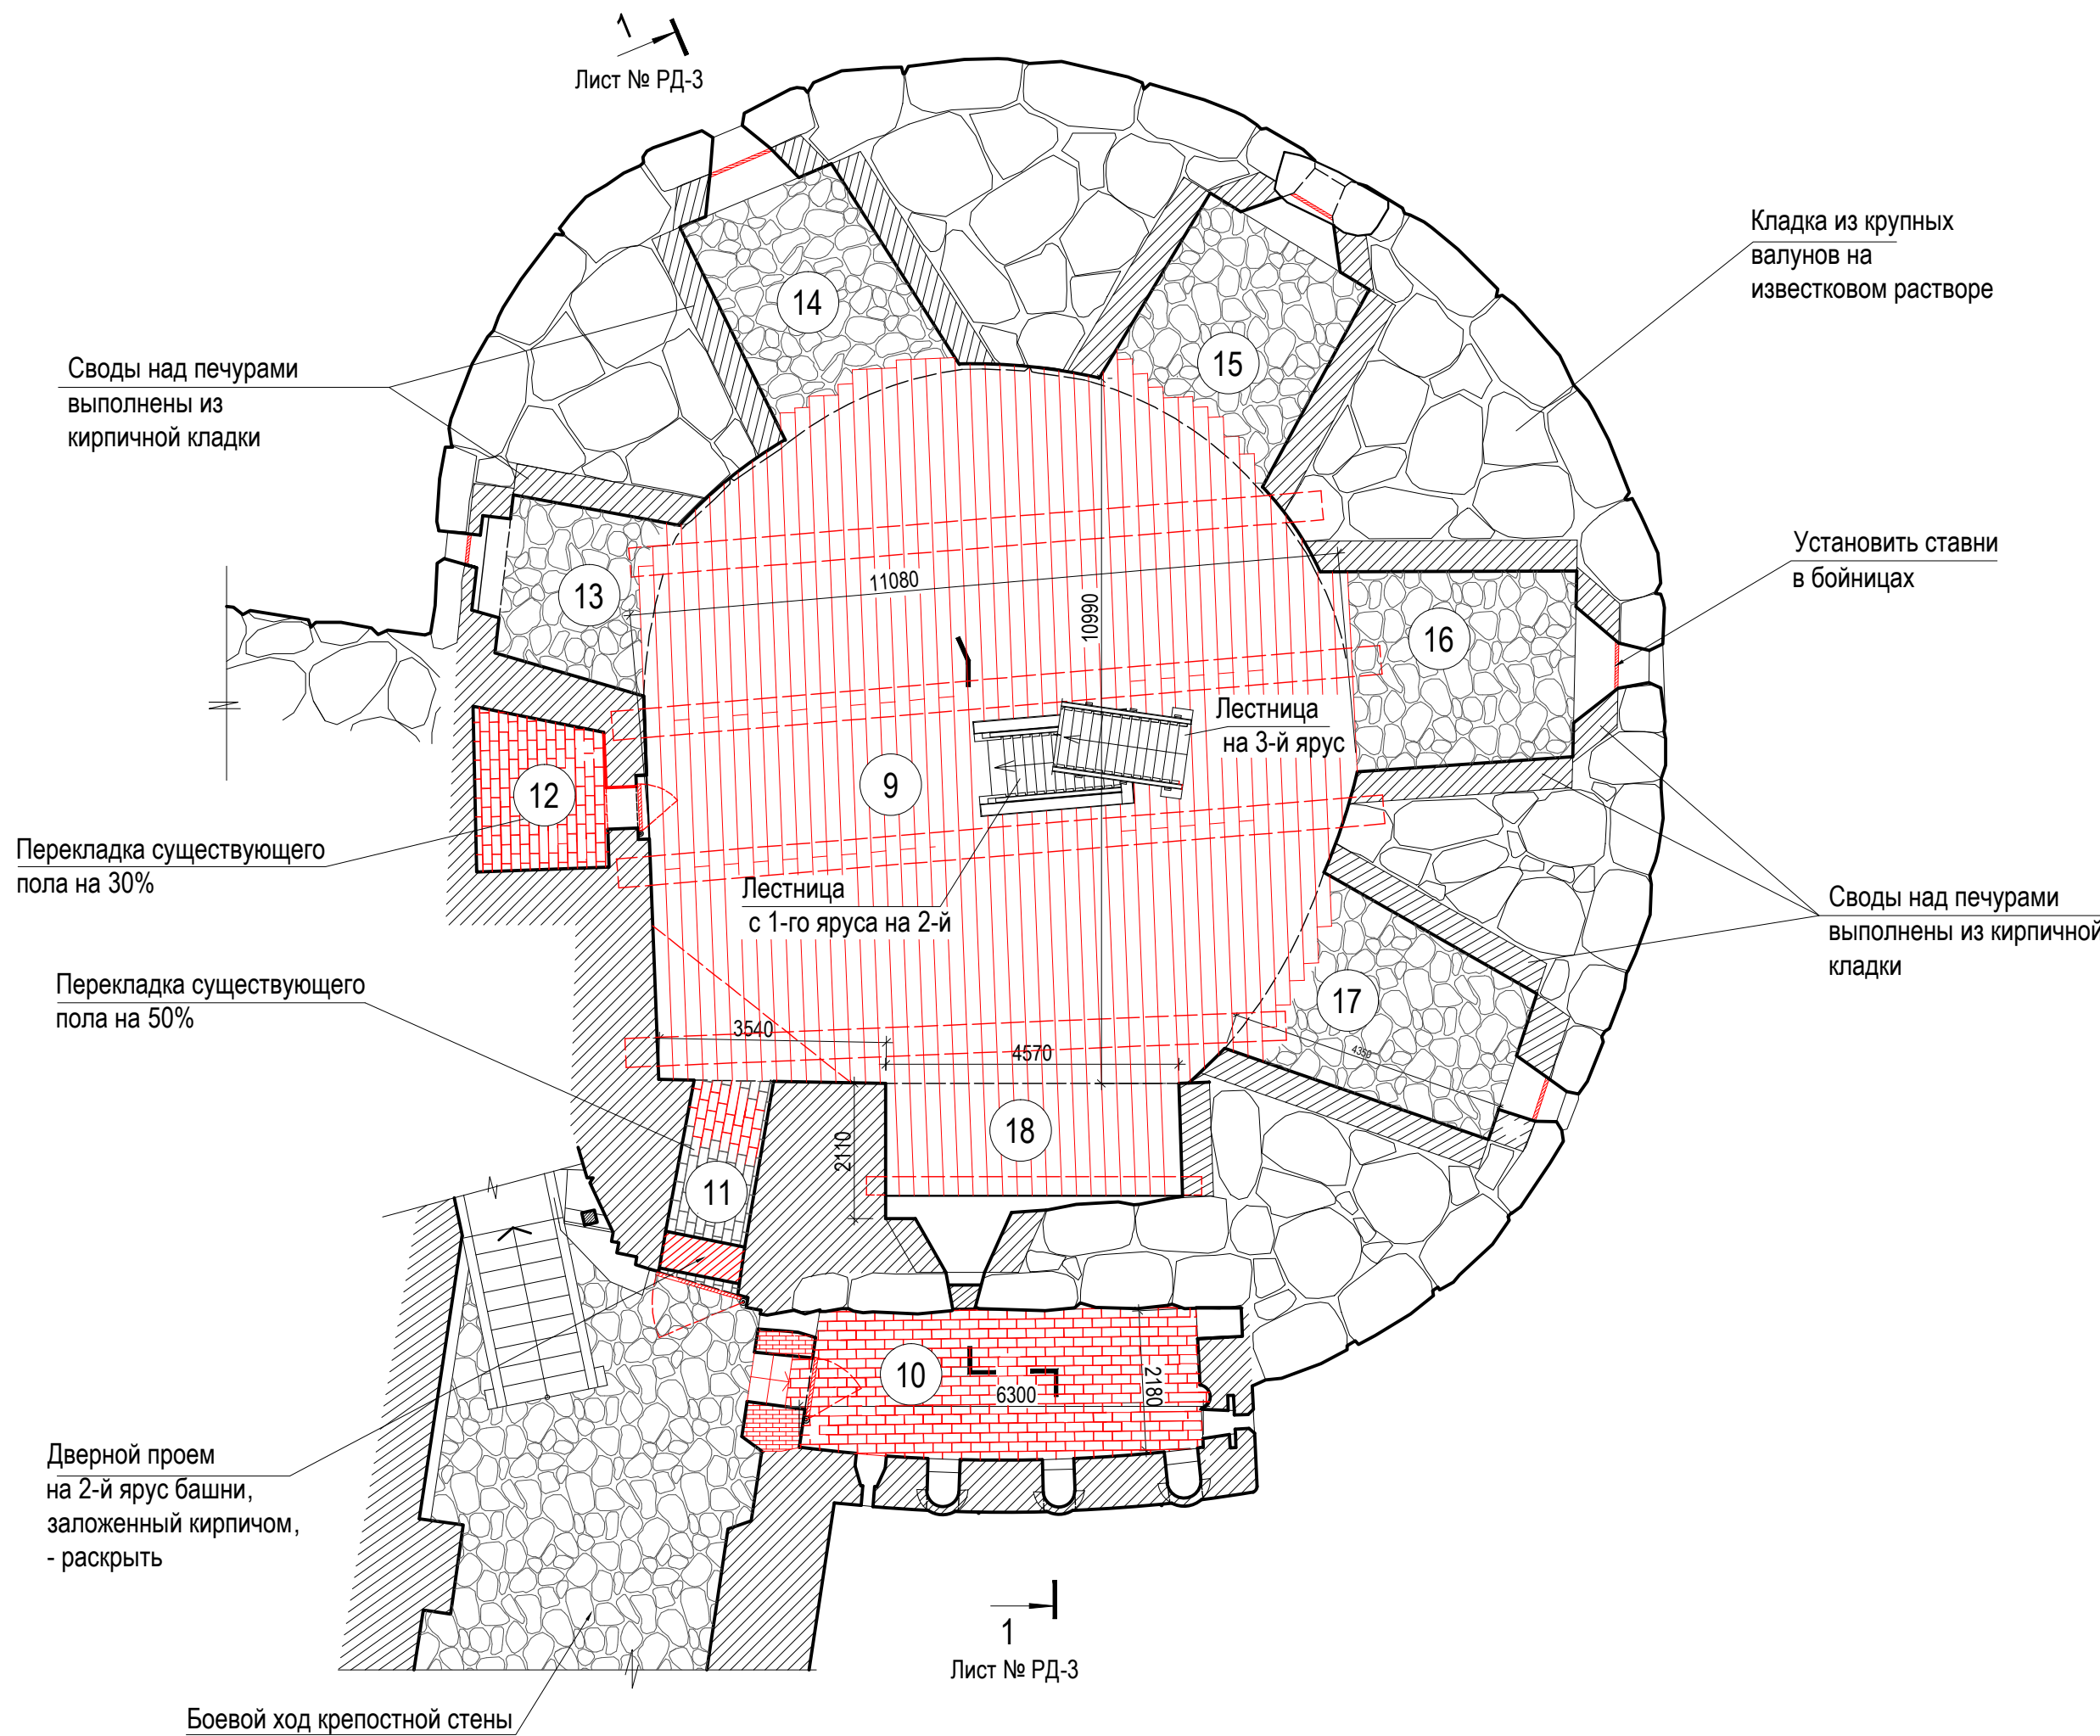 1
Лист № РД-3
Кладка из крупных
валунов на
известковом растворе
14
15
Своды над печурами
выполнены из
кирпичной кладки
Установить ставни
в бойницах
13
11080
10990
16
Лестница
на 3-й ярус
12
9
Перекладка существующего
пола на 30%
Лестница
с 1-го яруса на 2-й
Своды над печурами
выполнены из кирпичной
кладки
Перекладка существующего
пола на 50%
17
3540
4570
4350
18
2110
11
10
6300
2180
Дверной проем
на 2-й ярус башни,
заложенный кирпичом,
- раскрыть
1
Лист № РД-3
Боевой ход крепостной стены